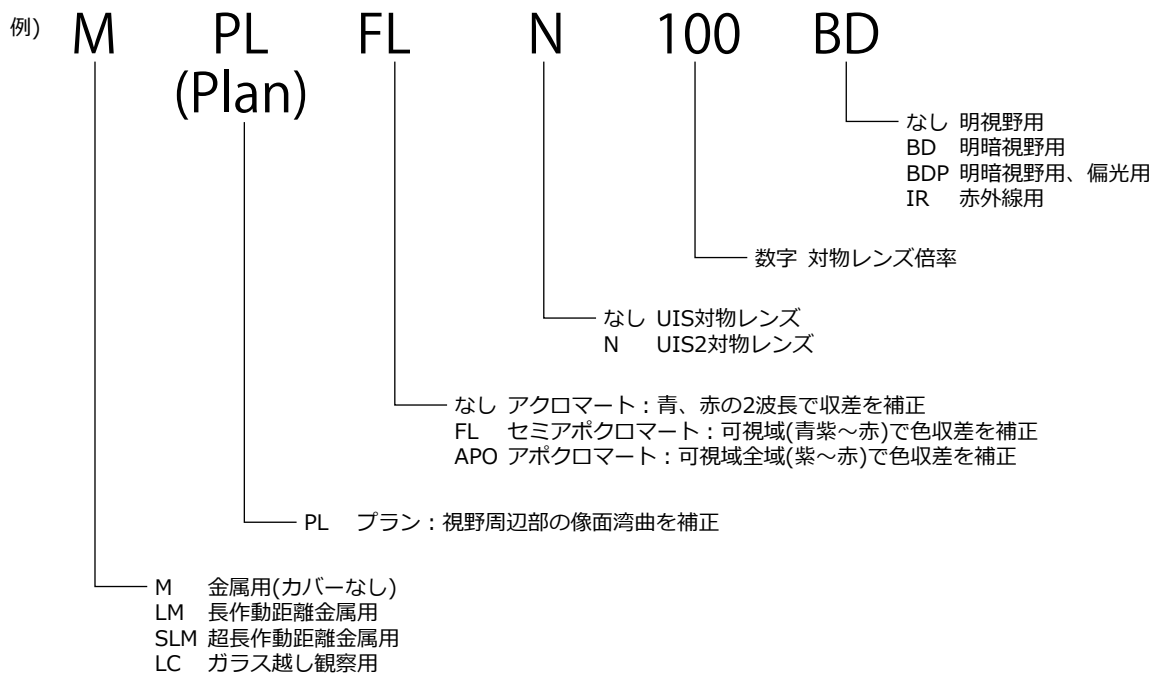 例) M PL FL N 100 BD
(Plan)
なし 明視野用
BD 明暗視野用
BDP 明暗視野用、偏光用
IR 赤外線用
数字 対物レンズ倍率
なし UIS対物レンズ
N UIS2対物レンズ
なし アクロマート：青、赤の2波長で収差を補正
FL セミアポクロマート：可視域(青紫～赤)で色収差を補正
APO アポクロマート：可視域全域(紫～赤)で色収差を補正
PL プラン：視野周辺部の像面湾曲を補正
M 金属用(カバーなし)
LM 長作動距離金属用
SLM 超長作動距離金属用
LC ガラス越し観察用